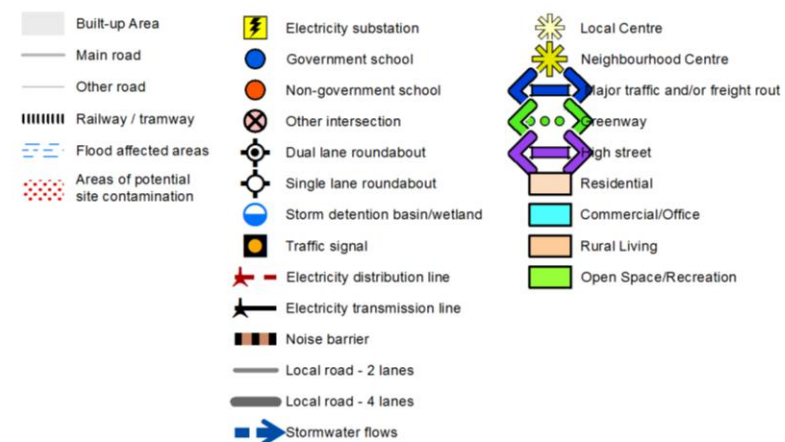 Built-up Area
Main road
Other road
Railway / tramway
Flood affected areas
Areas of potential
site contamination
Electricity substation
Government school
Non-government school
Other intersection
Dual lane roundabout
Single lane roundabout
Storm detention basin/wetland
Traffic signal
Electricity distribution line
Electricity transmission line
Noise barrier
Local road - 2 lanes
Local road - 4 lanes
Stormwater flows
Local Centre
Neighbourhood Centre
Major traffic and/or freight rout
Greenway
High street
Residential
Commercial/Office
Rural Living
Open Space/Recreation